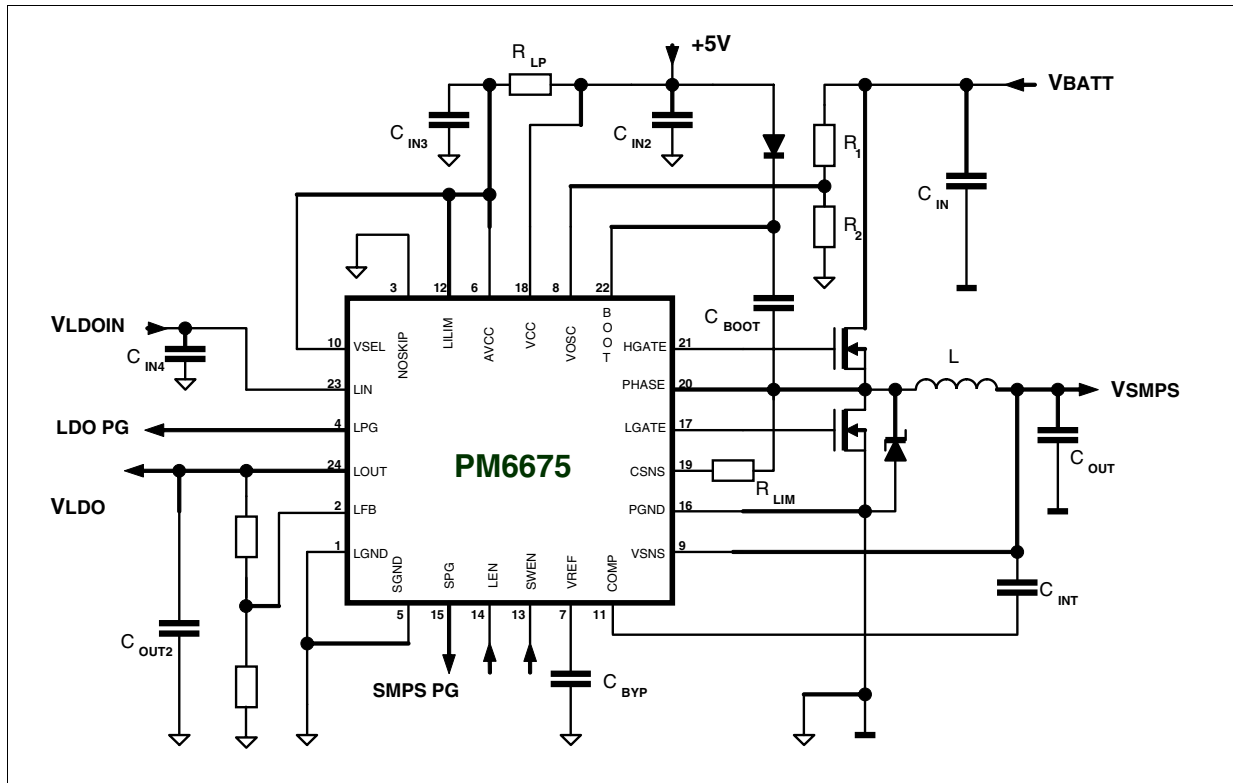 +5V
R LP
VBATT
C IN3
C IN2
R 1
C IN
R 2
3
12
6
18
8
22
C BOOT
VLDOIN
C IN4
10
VSEL
NOSKIP
LILIM
AVCC
VCC
VOSC
BOOT
HGATE
21
L
23
LIN
PHASE
20
VSMPS
LDO PG
4
LPG
LGATE
17
24
LOUT
PM6675
CSNS
19
R LIM
C OUT
VLDO
2
LFB
PGND
16
1
LGND
VSNS
9
SGND
SPG
LEN
SWEN
VREF
COMP
C INT
5
15
14
13
7
11
C OUT2
SMPS PG
C BYP